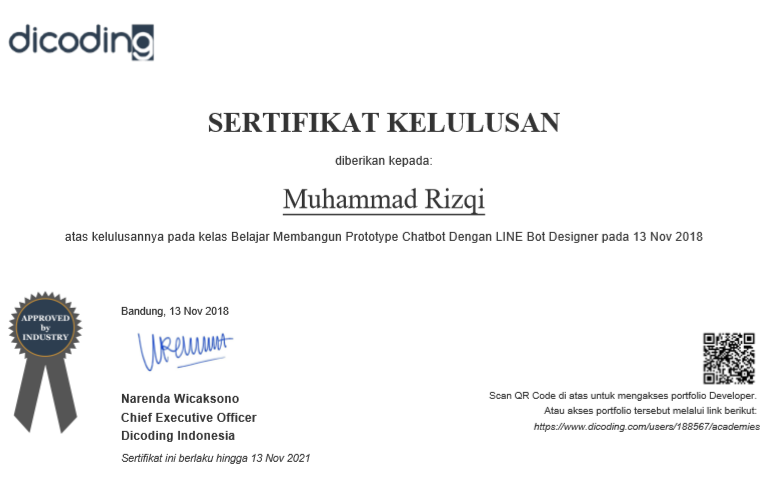 dicoding
SERTIFIKAT KELULUSAN
diberikan kepada:
Muhammad Rizqi
atas kelulusannya pada kelas Belajar Membangun Prototype Chatbot Dengan LINE Bot Designer pada 13 Nov 2018
APPROVED
by
INDUSTRY
Bandung, 13 Nov 2018
Narenda Wicaksono
Chief Executive Officer
Dicoding Indonesia
Sertifikat ini berlaku hingga 13 Nov 2021
Scan QR Code di atas untuk mengakses portfolio Developer.
Atau akses portfolio tersebut melalui link berikut:
https://www.dicoding.com/users/188567/academies